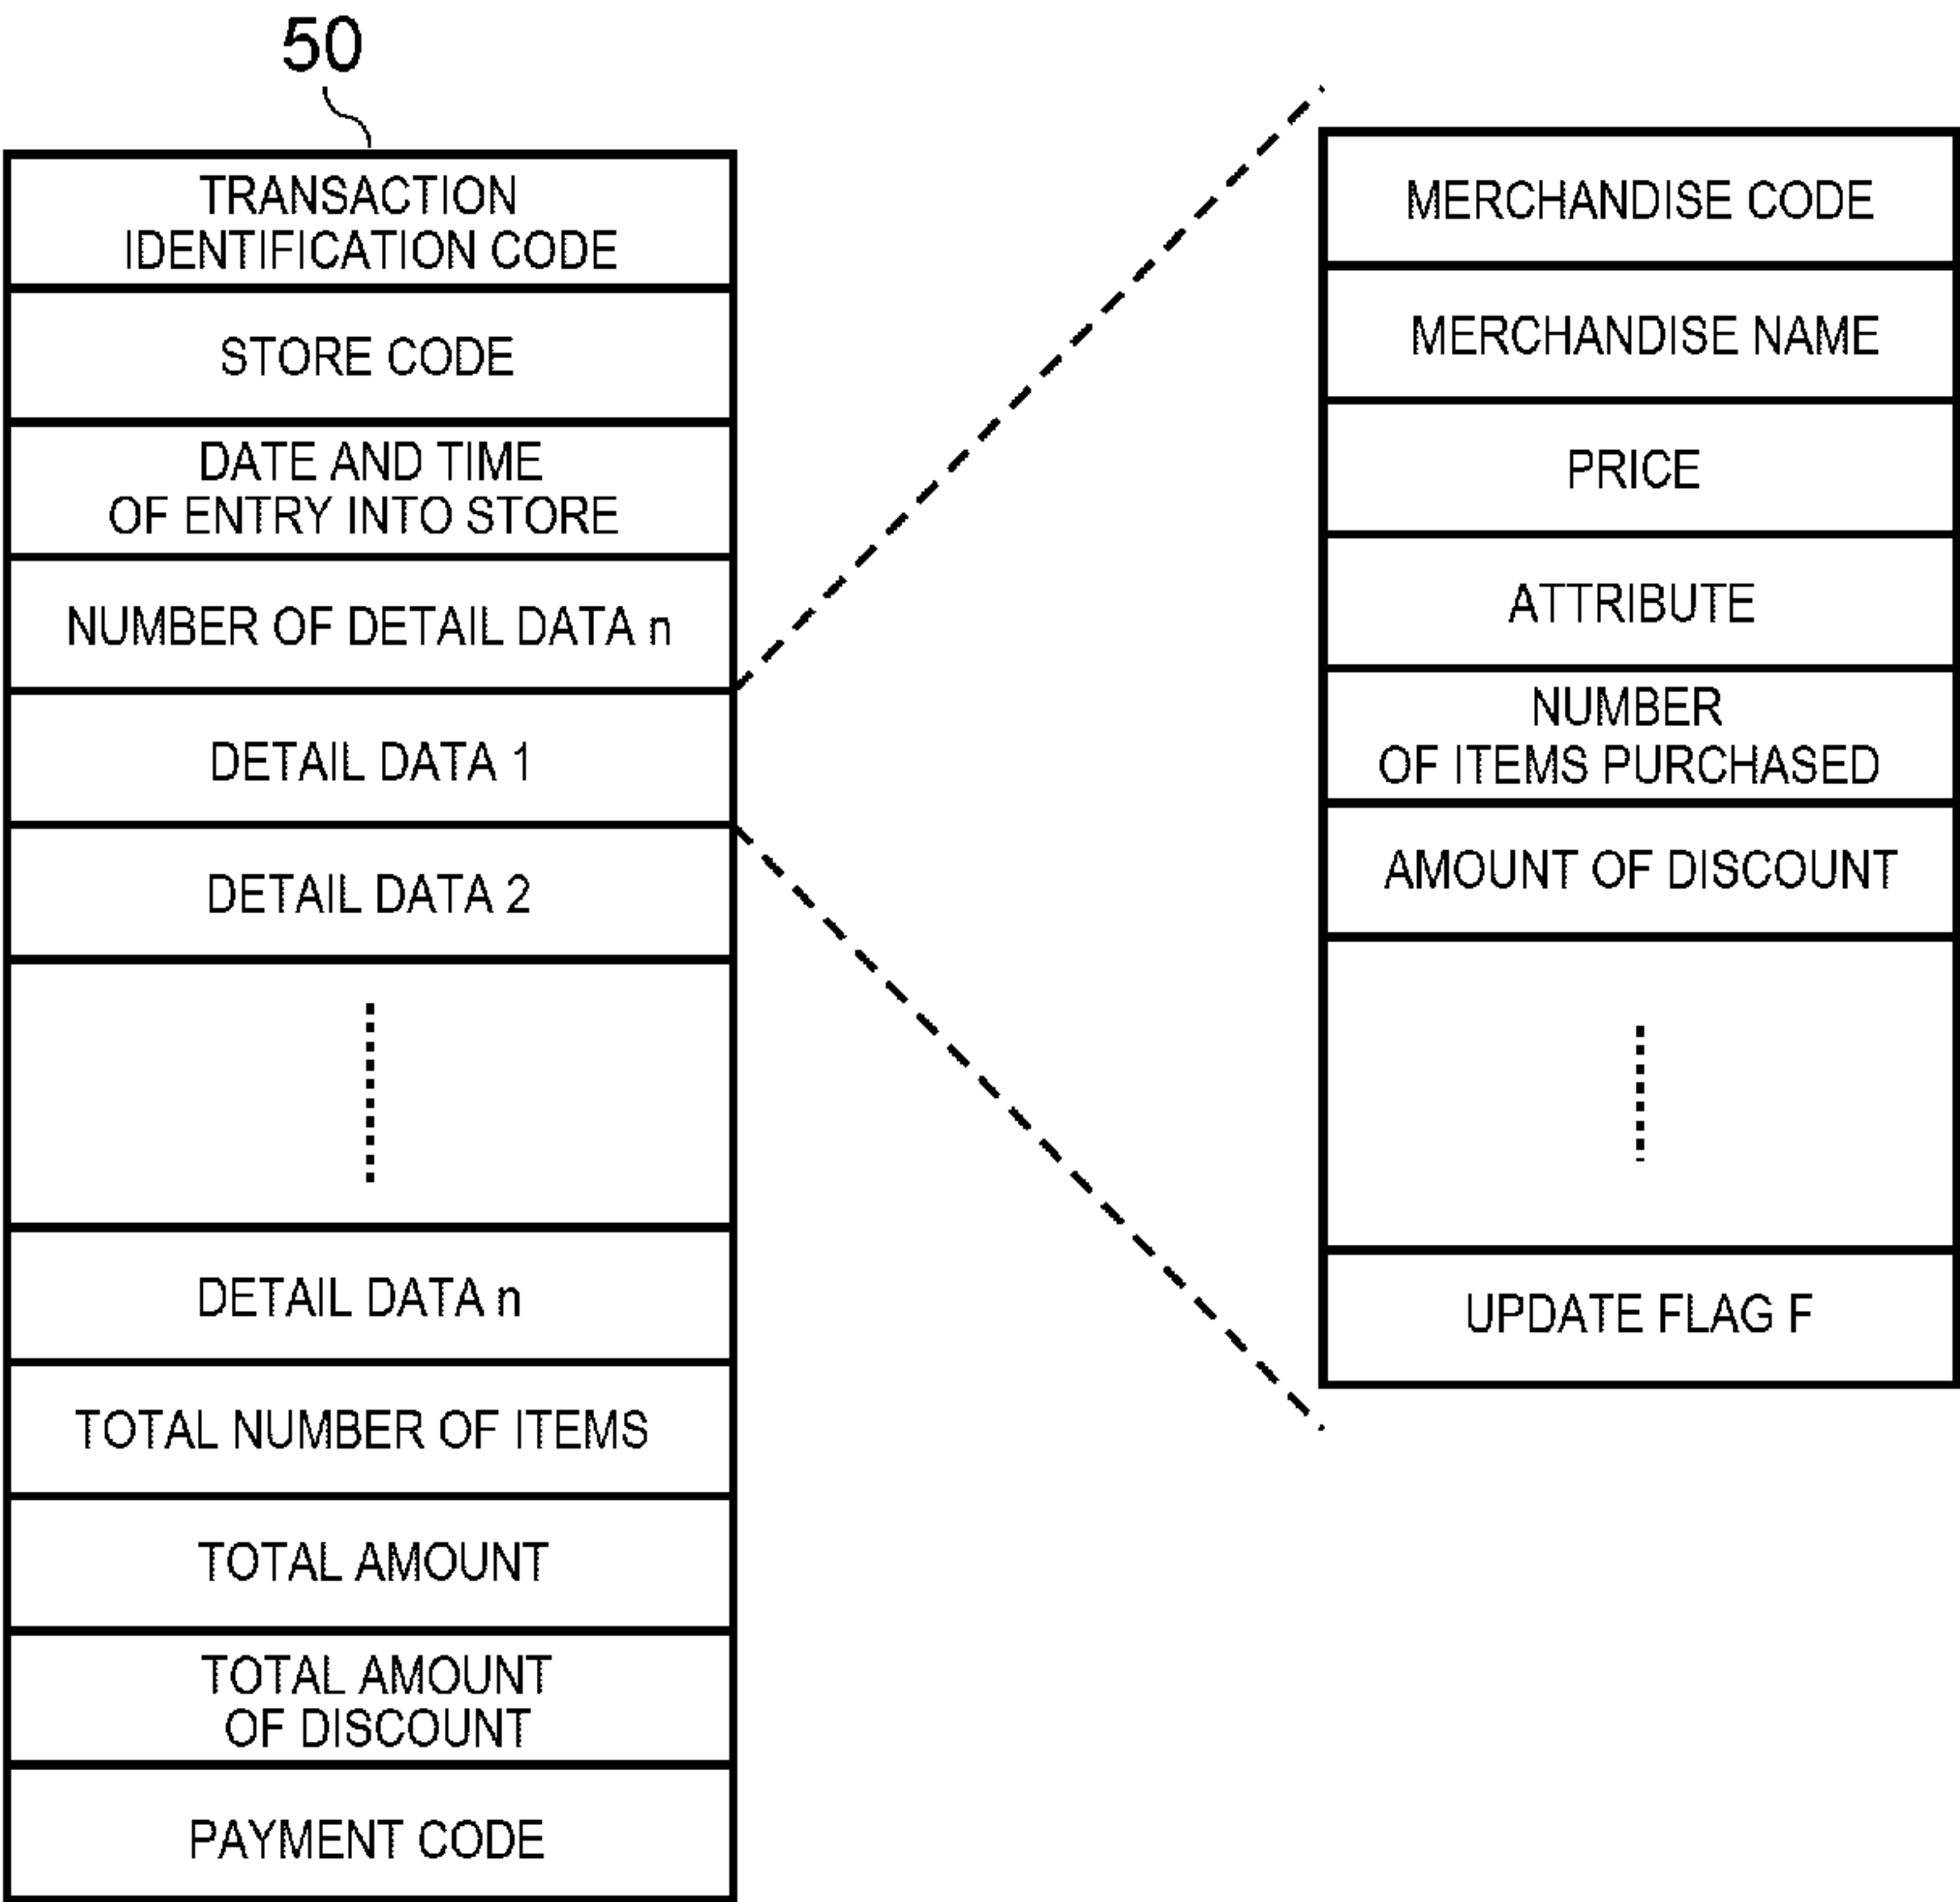 50
TRANSACTION
IDENTIFICATION CODE
STORE CODE
DATE AND TIME
OF ENTRY INTO STORE
NUMBER OF DETAIL DATA n
DETAIL DATA 1
DETAIL DATA 2
DETAIL DATA n
TOTAL NUMBER OF ITEMS
TOTAL AMOUNT
TOTAL AMOUNT
OF DISCOUNT
PAYMENT CODE
MERCHANDISE CODE
MERCHANDISE NAME
PRICE
ATTRIBUTE
NUMBER
OF ITEMS PURCHASED
AMOUNT OF DISCOUNT
UPDATE FLAG F